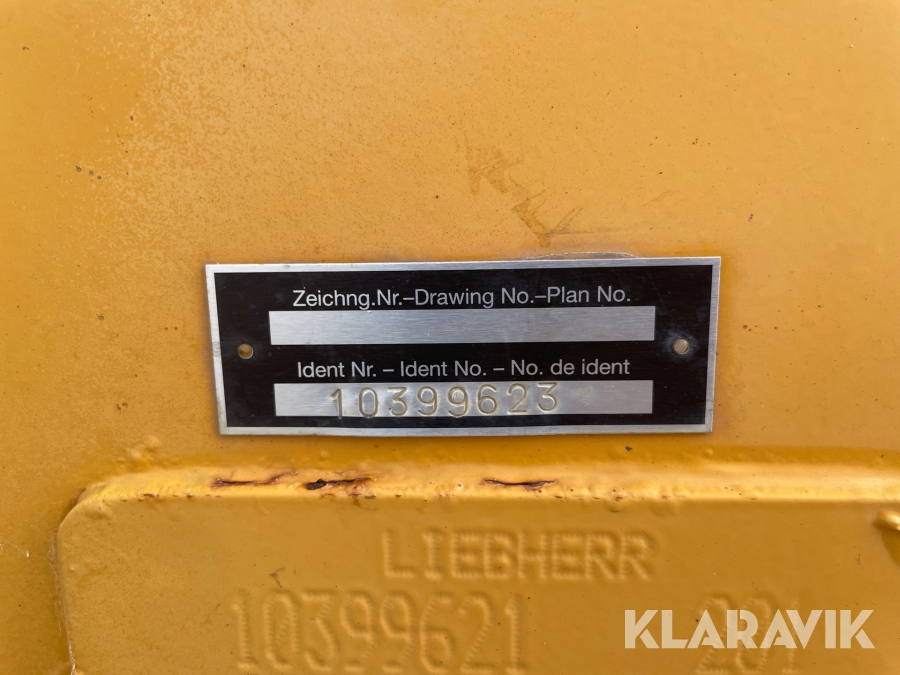 Zeichng.Nr.–Drawing No.–Plan No.
Ident Nr. – Ident No. – No. de ident
10399623
LIEBHERR
10399621
KLARAVIK